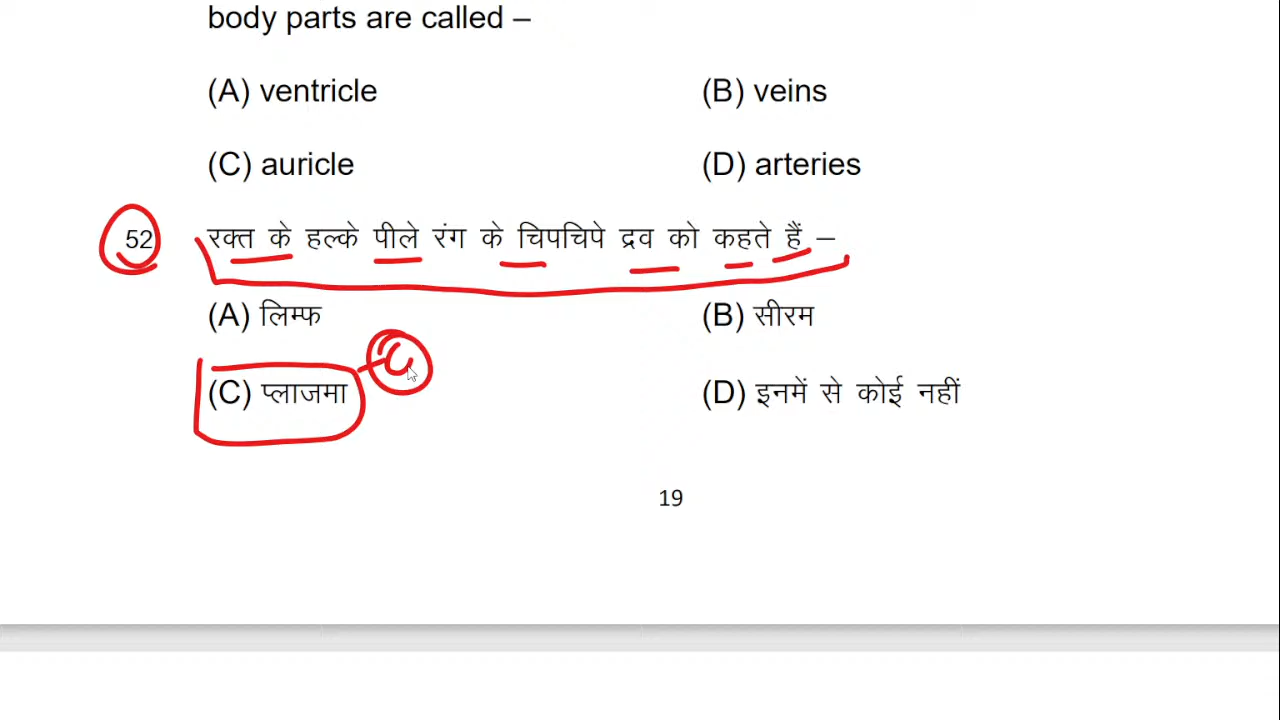 body parts are called –
(A) ventricle (B) veins
(C) auricle (D) arteries
52 रक्त के हल्के पीले रंग के चिपचिपे द्रव को कहते हैं –
(A) लिम्फ (B) सीरम
(C) प्लाजमा C (D) इनमें से कोई नहीं
19